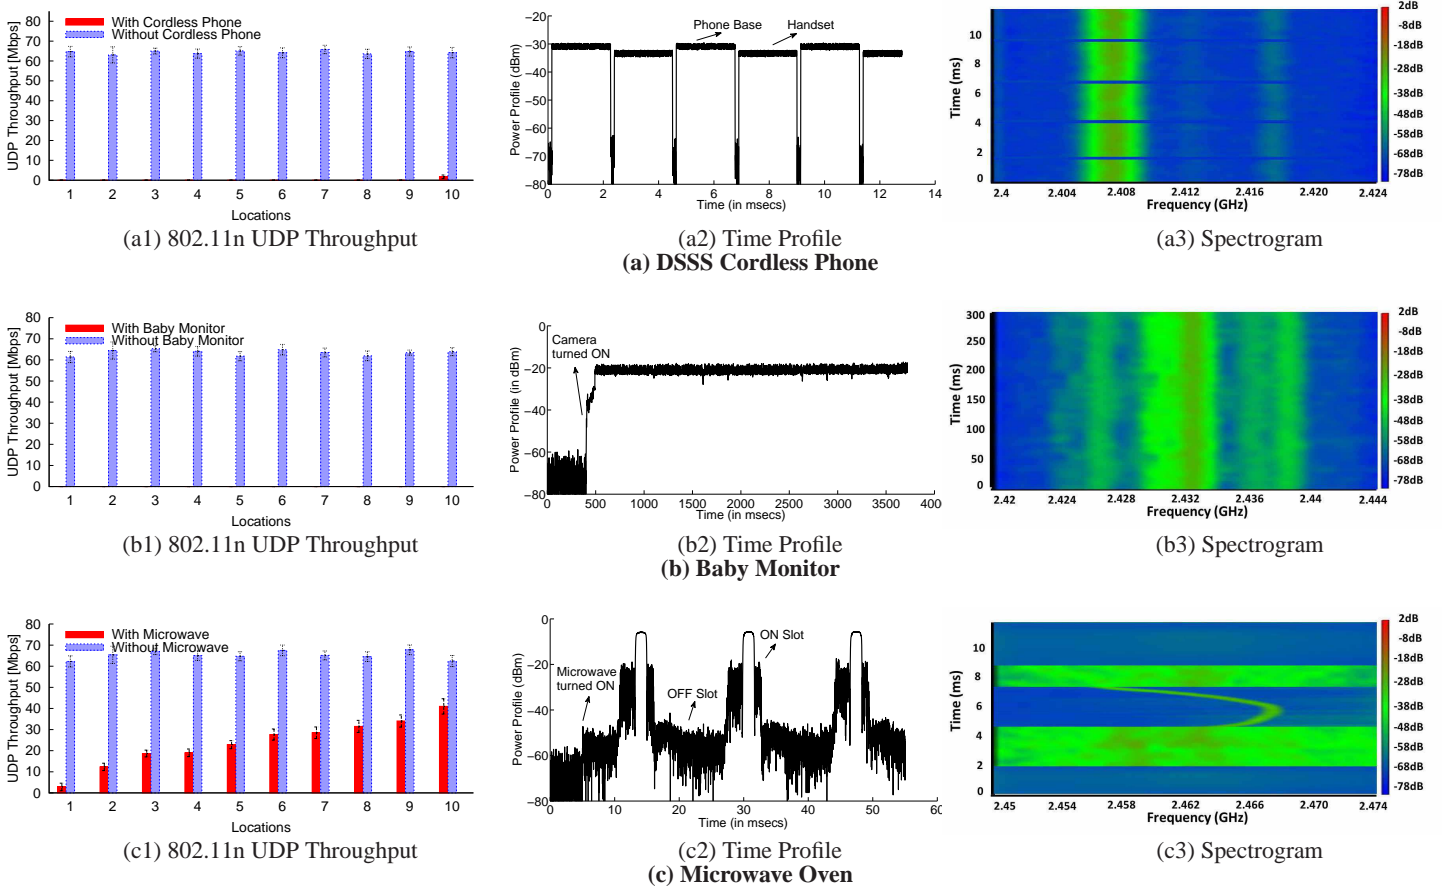 With Cordless Phone
Without Cordless Phone
UDP Throughput [Mbps]
80
70
60
50
40
30
20
10
0
1 2 3 4 5 6 7 8 9 10
Locations
(a1) 802.11n UDP Throughput
Power Profile (dBm)
−20
−30
−40
−50
−60
−70
−80
Phone Base
Handset
0 2 4 6 8 10 12 14
Time (in msecs)
(a2) Time Profile
(a) DSSS Cordless Phone
Time (ms)
10
8
6
4
2
0
2.4 2.404 2.408 2.412 2.416 2.420 2.424
Frequency (GHz)
2dB
-8dB
-18dB
-28dB
-38dB
-48dB
-58dB
-68dB
-78dB
(a3) Spectrogram
With Baby Monitor
Without Baby Monitor
UDP Throughput [Mbps]
80
70
60
50
40
30
20
10
0
1 2 3 4 5 6 7 8 9 10
Locations
(b1) 802.11n UDP Throughput
Power Profile (in dBm)
0
−20
−40
−60
−80
Camera
turned ON
0 500 1000 1500 2000 2500 3000 3500 400
Time (in msecs)
(b2) Time Profile
(b) Baby Monitor
Time (ms)
300
250
200
150
100
50
0
2.42 2.424 2.428 2.432 2.436 2.44 2.444
Frequency (GHz)
2dB
-8dB
-18dB
-28dB
-38dB
-48dB
-58dB
-68dB
-78dB
(b3) Spectrogram
With Microwave
Without Microwave
UDP Throughput [Mbps]
80
70
60
50
40
30
20
10
0
1 2 3 4 5 6 7 8 9 10
Locations
(c1) 802.11n UDP Throughput
Power Profile (dBm)
0
−20
−40
−60
−80
Microwave
turned ON
OFF Slot
ON Slot
0 10 20 30 40 50 60
Time (in msecs)
(c2) Time Profile
(c) Microwave Oven
Time (ms)
10
8
6
4
2
0
2.45 2.454 2.458 2.462 2.466 2.470 2.474
Frequency (GHz)
2dB
-8dB
-18dB
-28dB
-38dB
-48dB
-58dB
-68dB
-78dB
(c3) Spectrogram